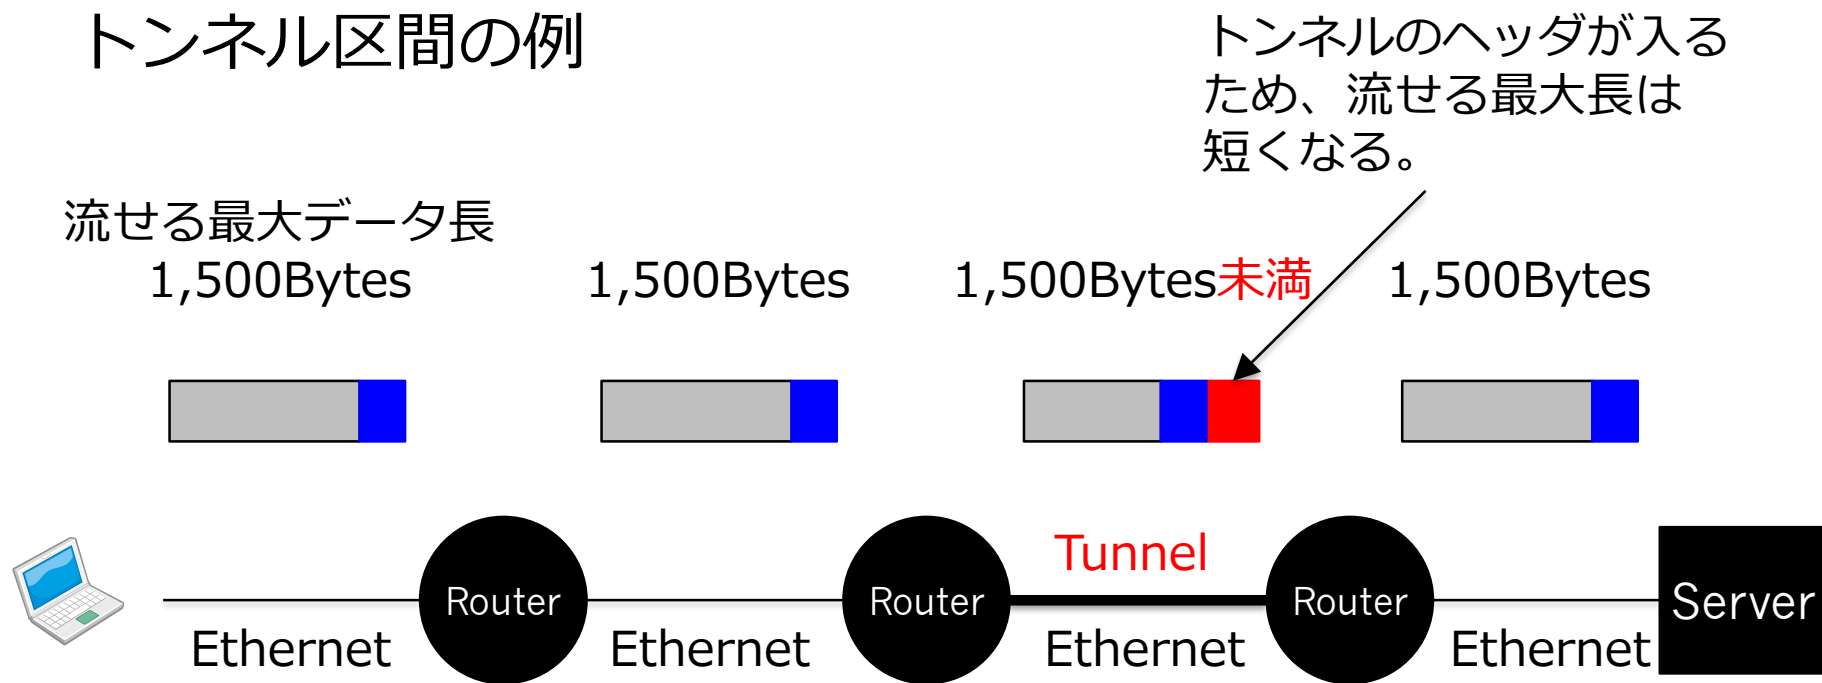 トンネル区間の例
トンネルのヘッダが入る
ため、流せる最大長は
短くなる。
流せる最大データ長
1,500Bytes
1,500Bytes
1,500Bytes未満
1,500Bytes
Tunnel
Router
Router
Router
Server
Ethernet
Ethernet
Ethernet
Ethernet